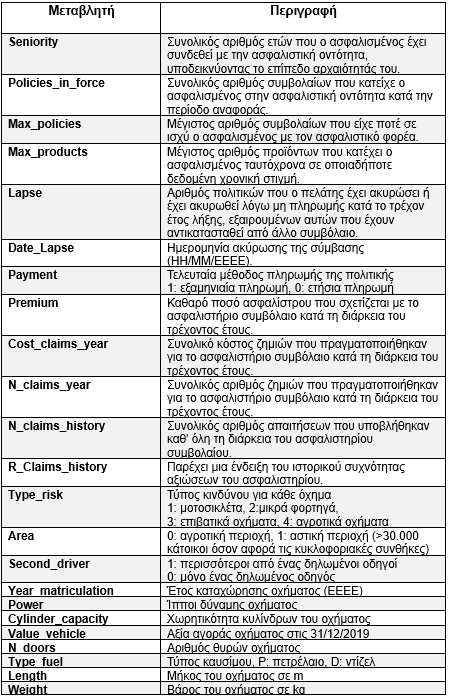 Μεταβλητή Περιγραφή
Seniority Συνολικός αριθμός ετών που ο ασφαλισμένος έχει
συνδεθεί με την ασφαλιστική οντότητα,
υποδεικνύοντας το επίπεδο αρχαιότητάς του.
Policies_in_force Συνολικός αριθμός συμβολαίων που κατείχε ο
ασφαλισμένος στην ασφαλιστική οντότητα κατά την
περίοδο αναφοράς.
Max_policies Μέγιστος αριθμός συμβολαίων που είχε ποτέ σε
ισχύ ο ασφαλισμένος με τον ασφαλιστικό φορέα.
Max_products Μέγιστος αριθμός προϊόντων που κατέχει ο
ασφαλισμένος ταυτόχρονα σε οποιαδήποτε
δεδομένη χρονική στιγμή.
Lapse Αριθμός πολιτικών που ο πελάτης έχει ακυρώσει ή
έχει ακυρωθεί λόγω μη πληρωμής κατά το τρέχον
έτος λήξης, εξαιρουμένων αυτών που έχουν
αντικατασταθεί από άλλο συμβόλαιο.
Date_Lapse Ημερομηνία ακύρωσης της σύμβασης
(ΗΗ/ΜΜ/ΕΕΕΕ).
Payment Τελευταία μέθοδος πληρωμής της πολιτικής
1: εξαμηνιαία πληρωμή, 0: ετήσια πληρωμή
Premium Καθαρό ποσό ασφαλίστρου που σχετίζεται με το
ασφαλιστήριο συμβόλαιο κατά τη διάρκεια του
τρέχοντος έτους.
Cost_claims_year Συνολικό κόστος ζημιών που πραγματοποιήθηκαν
για το ασφαλιστήριο συμβόλαιο κατά τη διάρκεια του
τρέχοντος έτους.
N_claims_year Συνολικός αριθμός ζημιών που πραγματοποιήθηκαν
για το ασφαλιστήριο συμβόλαιο κατά τη διάρκεια του
τρέχοντος έτους.
N_claims_history Συνολικός αριθμός απαιτήσεων που υποβλήθηκαν
καθ' όλη τη διάρκεια του ασφαλιστηρίου
συμβολαίου.
R_Claims_history Παρέχει μια ένδειξη του ιστορικού συχνότητας
αξιώσεων του ασφαλιστηρίου.
Type_risk Τύπος κινδύνου για κάθε όχημα
1: μοτοσικλέτα, 2:μικρά φορτηγά,
3: επιβατικά οχήματα, 4: αγροτικά οχήματα
Area 0: αγροτική περιοχή, 1: αστική περιοχή (>30.000
κάτοικοι όσον αφορά τις κυκλοφοριακές συνθήκες)
Second_driver 1: περισσότεροι από ένας δηλωμένοι οδηγοί
0: μόνο ένας δηλωμένος οδηγός
Year_matriculation Έτος καταχώρησης οχήματος (ΕΕΕΕ)
Power Ίπποι δύναμης οχήματος
Cylinder_capacity Χωρητικότητα κυλίνδρων του οχήματος
Value_vehicle Αξία αγοράς οχήματος στις 31/12/2019
N_doors Αριθμός θυρών οχήματος
Type_fuel Τύπος καυσίμου, P: πετρέλαιο, D: ντίζελ
Length Μήκος του οχήματος σε m
Weight Βάρος του οχήματος σε kg